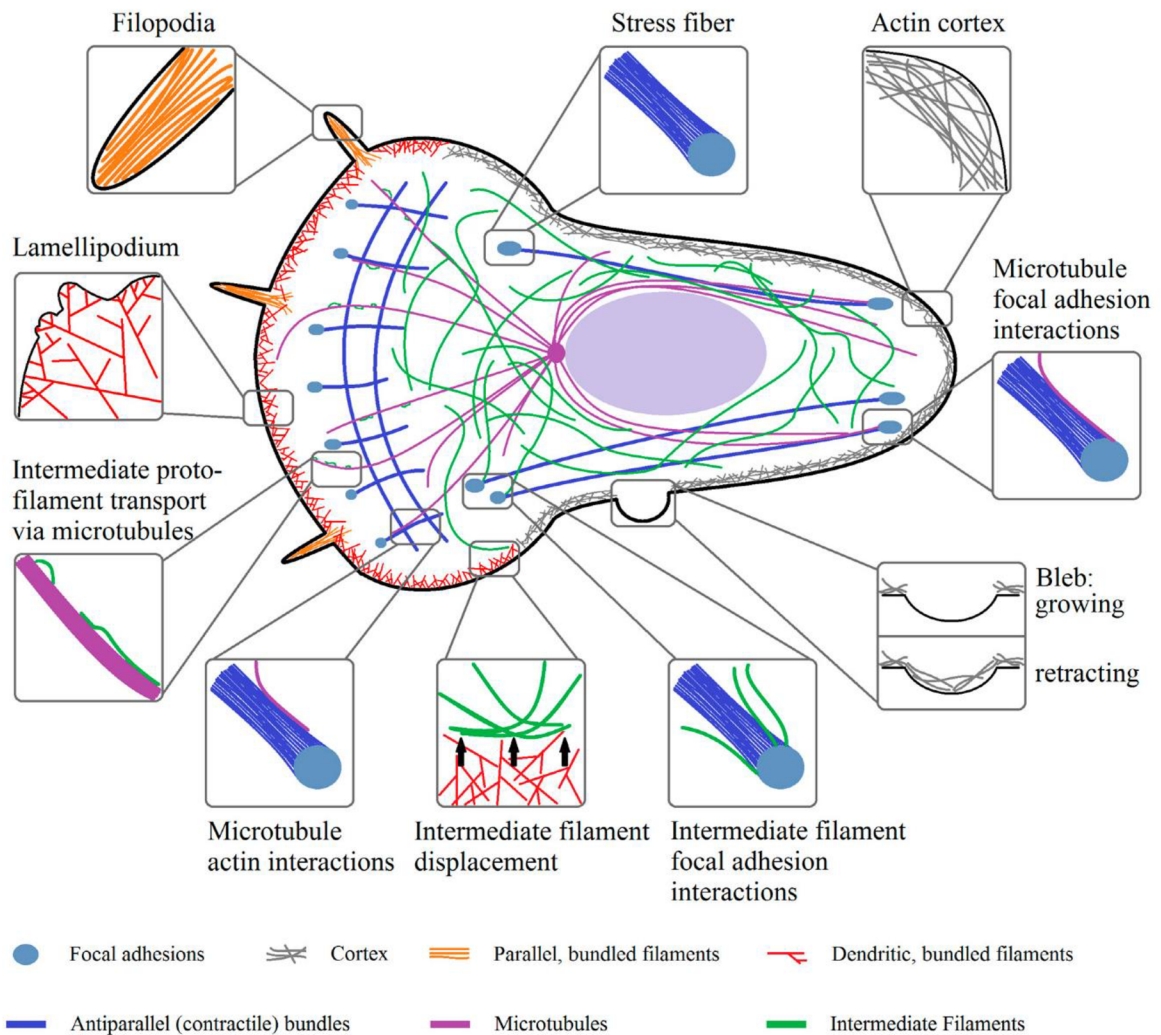 Filopodia
Stress fiber
Actin cortex
Lamellipodium
Microtubule
focal adhesion
interactions
Intermediate proto-
filament transport
via microtubules
Bleb:
growing
retracting
Microtubule
actin interactions
Intermediate filament
displacement
Intermediate filament
focal adhesion
interactions
Focal adhesions
Cortex
Parallel, bundled filaments
Dendritic, bundled filaments
Antiparallel (contractile) bundles
Microtubules
Intermediate Filaments